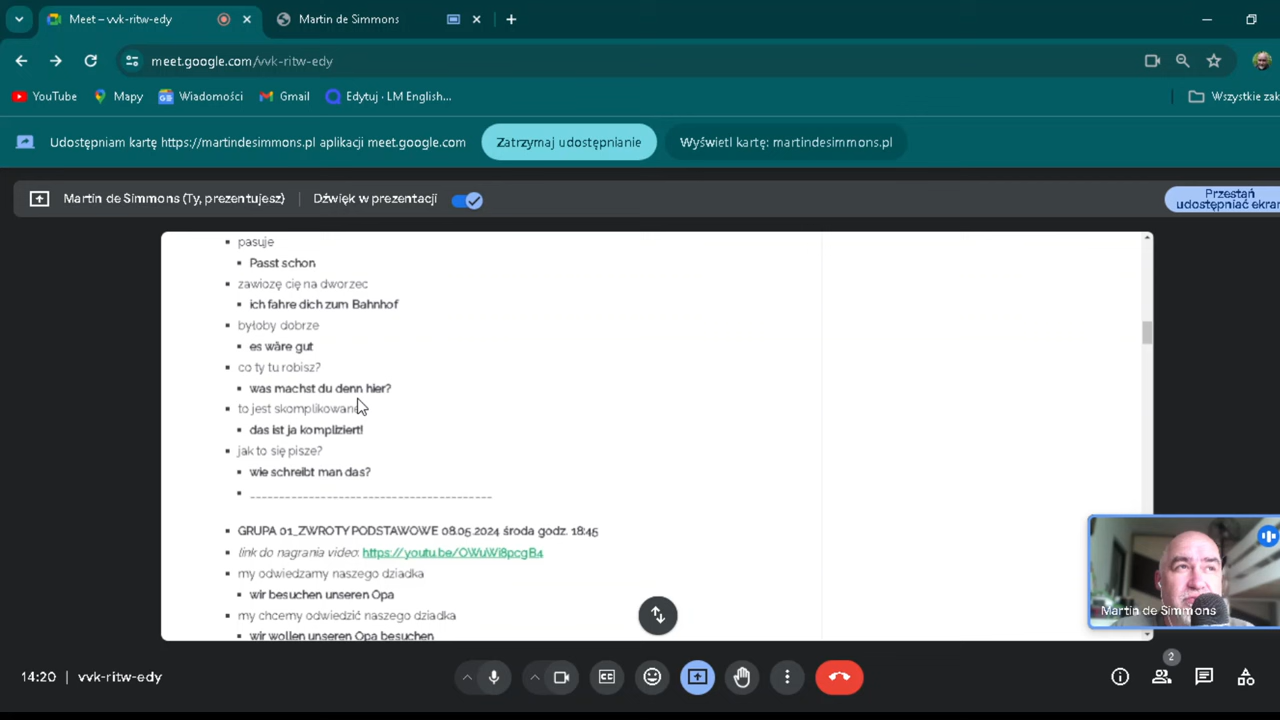 Meet – vvk-ritw-edy
Martin de Simmons
meet.google.com/vvk-ritw-edy
YouTube
Mapy
Wiadomości
Gmail
Edytuj · LM English...
Wszystkie zak
Udostępniam kartę https://martindesimmons.pl aplikacji meet.google.com
Zatrzymaj udostępnianie
Wyświetl kartę: martindesimmons.pl
Martin de Simmons (Ty, prezentujesz)
Dźwięk w prezentacji
Przestań
udostępniać ekran
pasuje
Passt schon
zawiozę cię na dworzec
ich fahre dich zum Bahnhof
byłoby dobrze
es wäre gut
co ty tu robisz?
was machst du denn hier?
to jest skomplikowane
das ist ja kompliziert!
jak to się pisze?
wie schreibt man das?
________________________________________
GRUPA 01_ZWROTY PODSTAWOWE 08.05.2024 środa godz. 18:45
link do nagrania video: https://youtu.be/OWuWi8pcgB4
my odwiedzamy naszego dziadka
wir besuchen unseren Opa
my chcemy odwiedzić naszego dziadka
wir wollen unseren Opa besuchen
Martin de Simmons
14:20 | vvk-ritw-edy
2